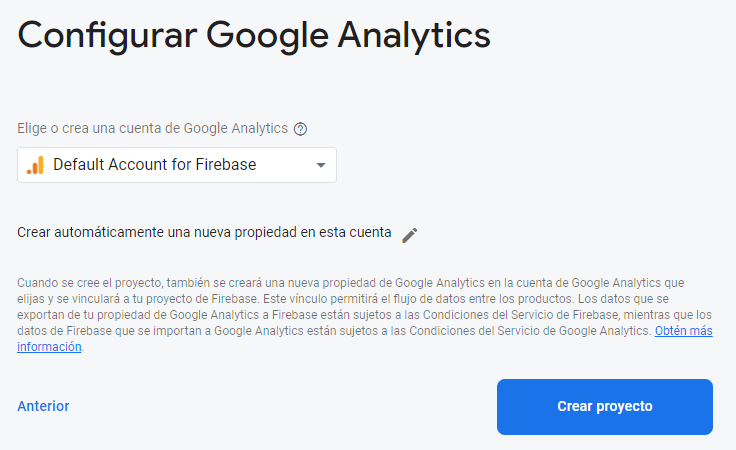 Configurar Google Analytics
Elige o crea una cuenta de Google Analytics
Default Account for Firebase
Crear automáticamente una nueva propiedad en esta cuenta
Cuando se cree el proyecto, también se creará una nueva propiedad de Google Analytics en la cuenta de Google Analytics que
elijas y se vinculará a tu proyecto de Firebase. Este vínculo permitirá el flujo de datos entre los productos. Los datos que se
exportan de tu propiedad de Google Analytics a Firebase están sujetos a las Condiciones del Servicio de Firebase, mientras que los
datos de Firebase que se importan a Google Analytics están sujetos a las Condiciones del Servicio de Google Analytics. Obtén más
información.
Anterior
Crear proyecto